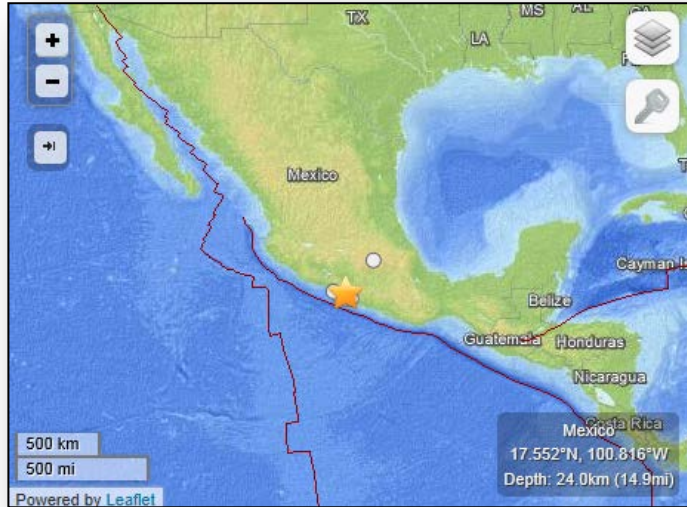 TX
MS
AL
LA
+
−
Mexico
Cayman I
Belize
Guatemala
Honduras
Nicaragua
Costa Rica
Mexico
17.552°N, 100.816°W
Depth: 24.0km (14.9mi)
500 km
500 mi
Powered by Leaflet